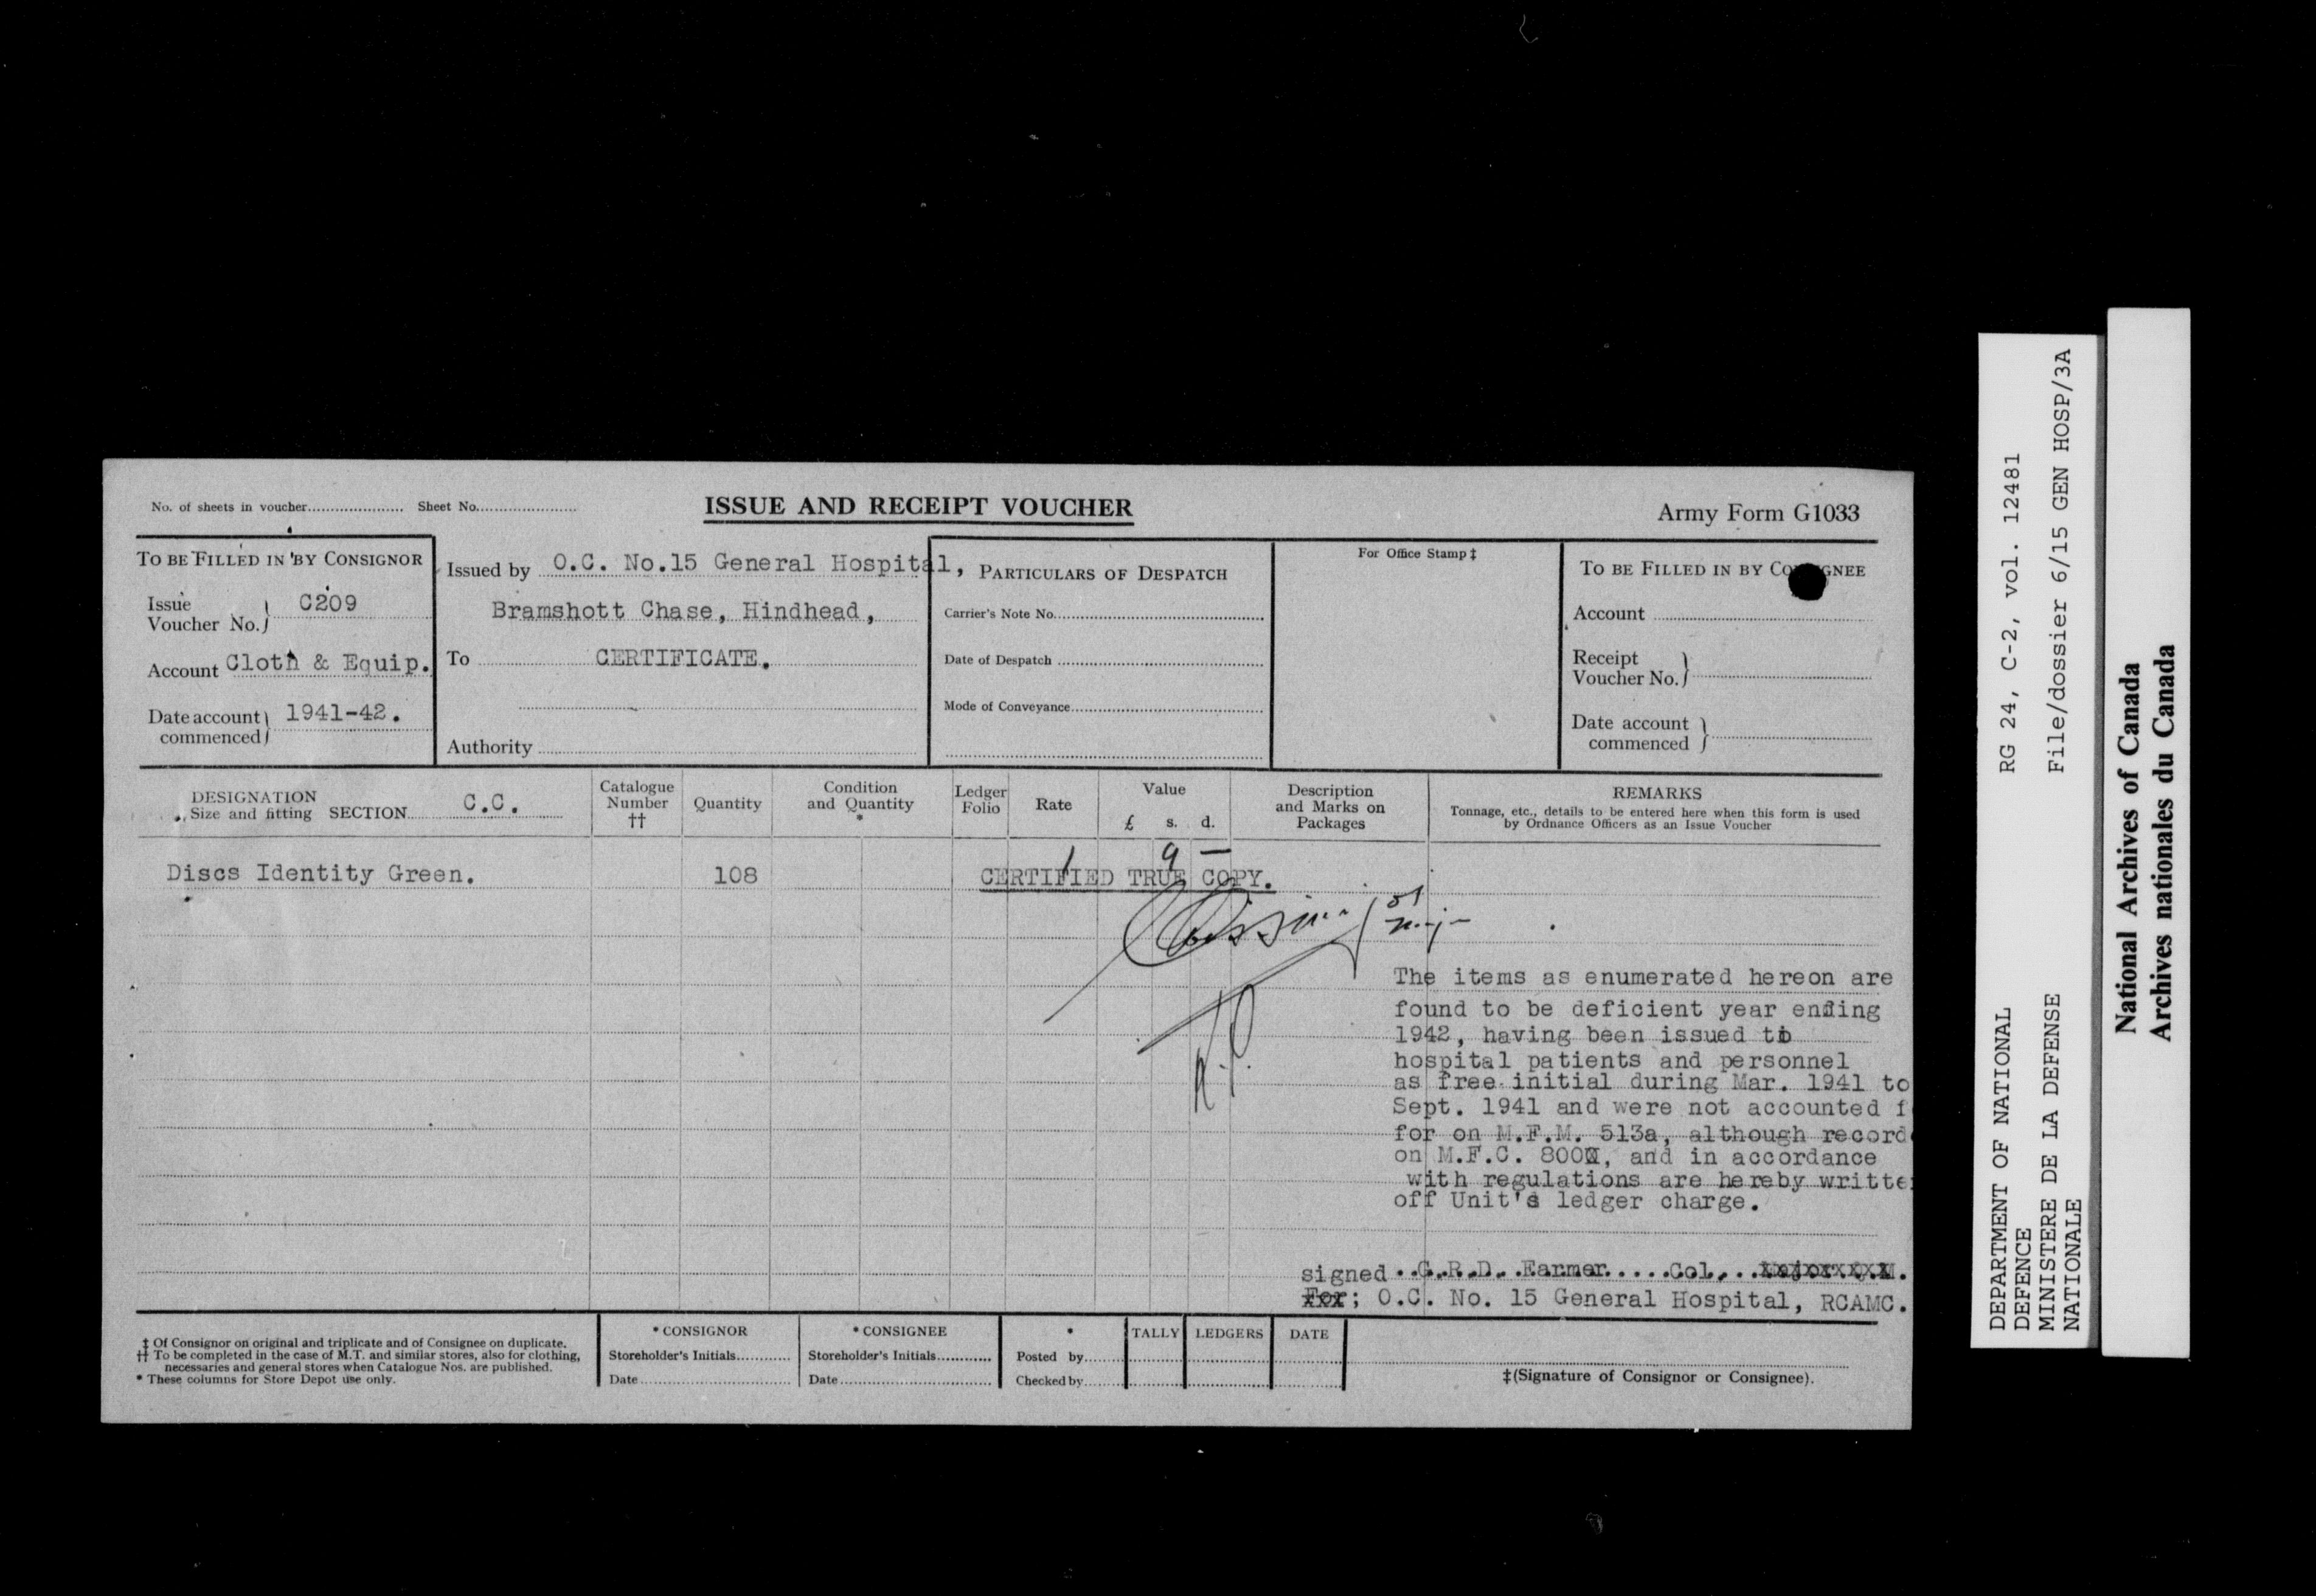 No. of sheets in voucher.................... Sheet No.....................
ISSUE AND RECEIPT VOUCHER
Army Form G1033
TO BE FILLED IN BY CONSIGNOR
Issue Voucher No. C209
Account Cloth & Equip.
Date account commenced 1941-42.
Issued by O.C. No.15 General Hospital,
Bramshott Chase, Hindhead,
To CERTIFICATE.
Authority
PARTICULARS OF DESPATCH
Carrier's Note No.
Date of Despatch
Mode of Conveyance
For Office Stamp ‡
TO BE FILLED IN BY CONSIGNEE
Account
Receipt Voucher No.
Date account commenced
DESIGNATION
Size and fitting SECTION C.C.
Catalogue Number ††
Quantity
Condition and Quantity *
Ledger Folio
Rate
Value
£ s. d.
Description and Marks on Packages
REMARKS
Tonnage, etc., details to be entered here when this form is used
by Ordnance Officers as an Issue Voucher
1 9 —
Discs Identity Green. 108 CERTIFIED TRUE COPY.
The items as enumerated hereon are
found to be deficient year ending
1942, having been issued to
hospital patients and personnel
as free initial during Mar. 1941 to
Sept. 1941 and were not accounted f
for on M.F.M. 513a, although record
on M.F.C. 800, and in accordance
with regulations are hereby writte
off Unit's ledger charge.
signed ..G.R.D. Farmer.....Col,..
For; O.C. No. 15 General Hospital, RCAMC.
‡ Of Consignor on original and triplicate and of Consignee on duplicate.
†† To be completed in the case of M.T. and similar stores, also for clothing,
necessaries and general stores when Catalogue Nos. are published.
* These columns for Store Depot use only.
* CONSIGNOR
Storeholder's Initials
Date
* CONSIGNEE
Storeholder's Initials
Date
*
Posted by
Checked by
TALLY
LEDGERS
DATE
‡(Signature of Consignor or Consignee).
DEPARTMENT OF NATIONAL RG 24, C-2, vol. 12481
DEFENCE
MINISTERE DE LA DEFENSE File/dossier 6/15 GEN HOSP/3A
NATIONALE
National Archives of Canada
Archives nationales du Canada